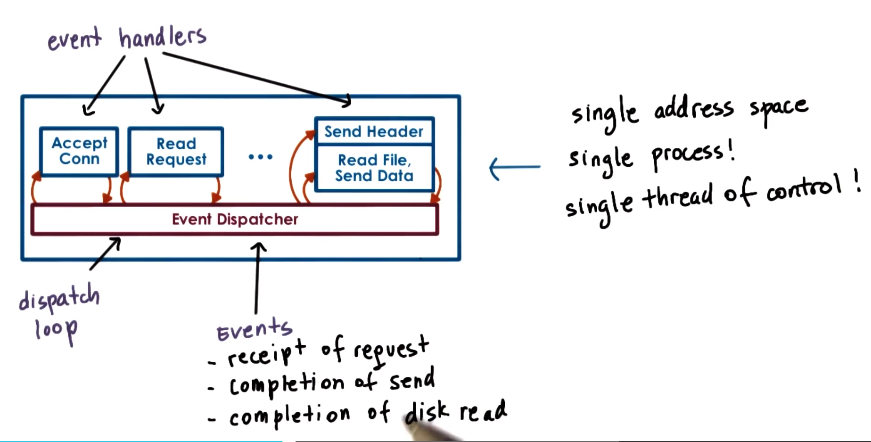 event handlers
Accept
Conn
Read
Request
...
Send Header
Read File,
Send Data
Event Dispatcher
single address space
single process!
single thread of control!
dispatch
loop
Events
- receipt of request
- completion of send
- completion of disk read